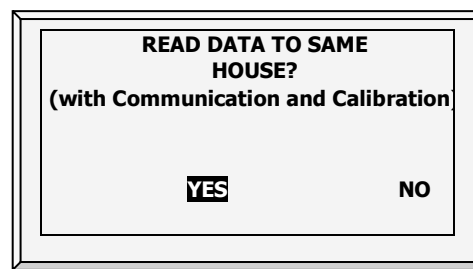 READ DATA TO SAME
HOUSE?
(with Communication and Calibration)
YES NO